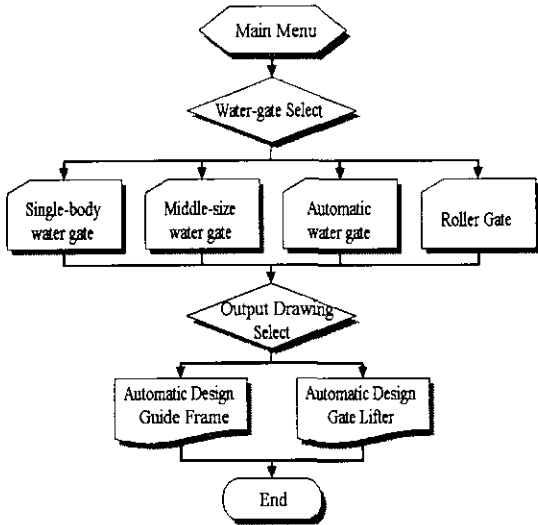 Main Menu
Water-gate Select
Single-body
water gate
Middle-size
water gate
Automatic
water gate
Roller Gate
Output Drawing
Select
Automatic Design
Guide Frame
Automatic Design
Gate Lifter
End